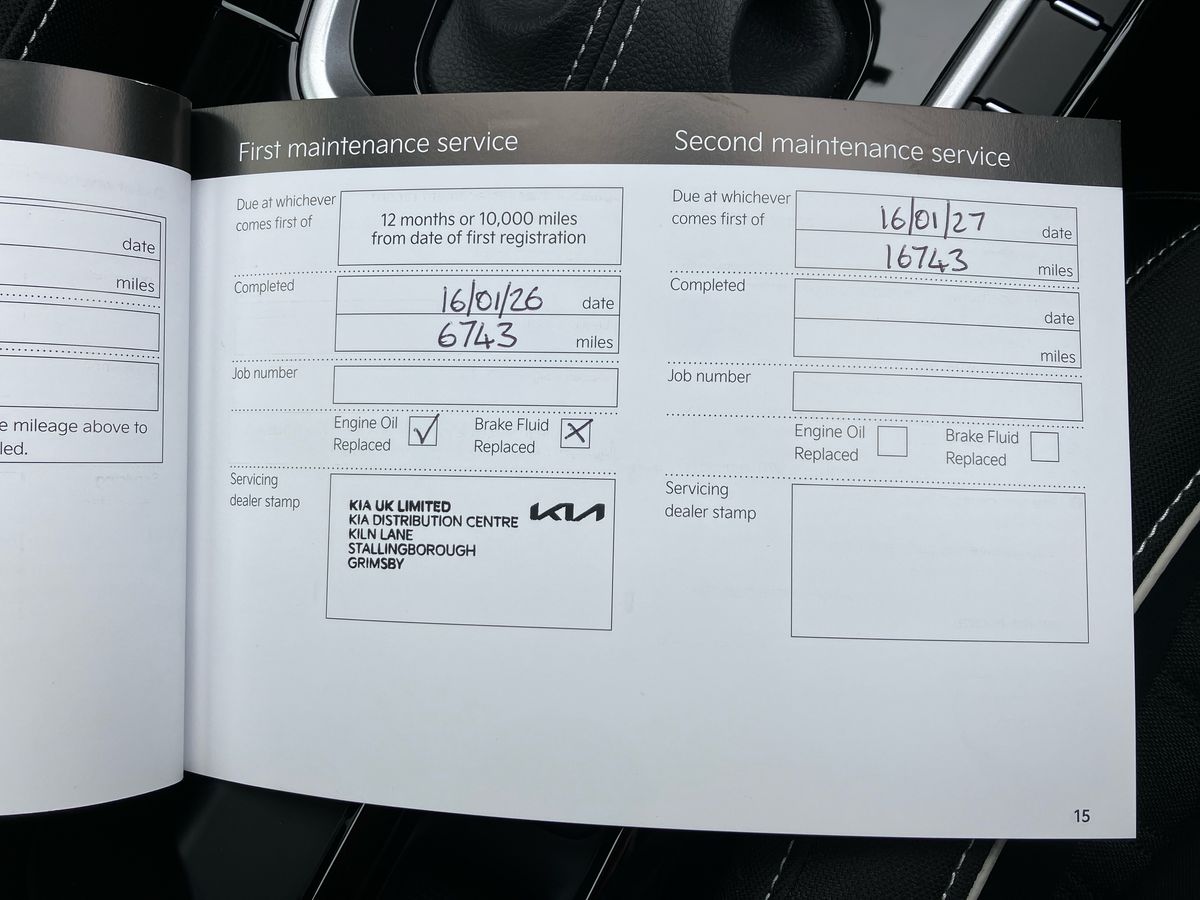 date
miles
e mileage above to
led.
First maintenance service
Due at whichever
comes first of
12 months or 10,000 miles
from date of first registration
Completed
16/01/26 date
6743 miles
Job number
Engine Oil
Replaced
Brake Fluid
Replaced
Servicing
dealer stamp
KIA UK LIMITED
KIA DISTRIBUTION CENTRE
KILN LANE
STALLINGBOROUGH
GRIMSBY
KIA
Second maintenance service
Due at whichever
comes first of
16/01/27 date
16743 miles
Completed
date
miles
Job number
Engine Oil
Replaced
Brake Fluid
Replaced
Servicing
dealer stamp
15